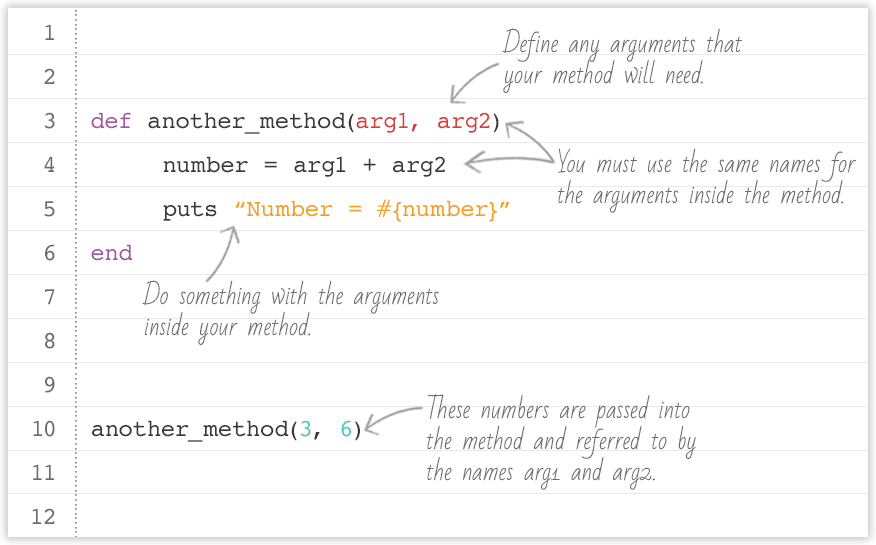 1
Define any arguments that
2
your method will need.
3 def another_method(arg1, arg2)
4 number = arg1 + arg2
You must use the same names for
the arguments inside the method.
5 puts “Number = #{number}”
6 end
7
Do something with the arguments
inside your method.
8
9
These numbers are passed into
10 another_method(3, 6)
the method and referred to by
11
the names arg1 and arg2.
12